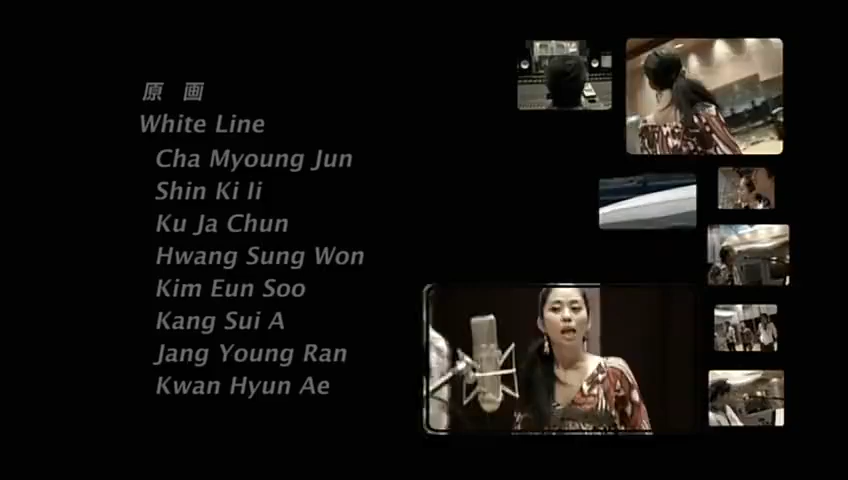 原画
White Line
Cha Myoung Jun
Shin Ki Ii
Ku Ja Chun
Hwang Sung Won
Kim Eun Soo
Kang Sui A
Jang Young Ran
Kwan Hyun Ae